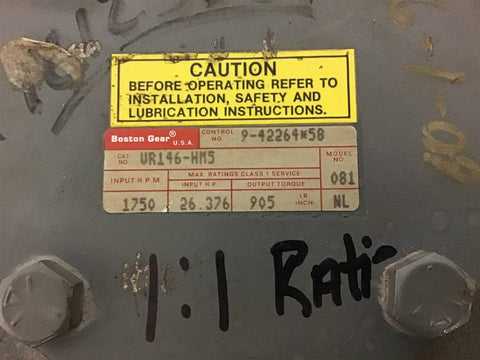 CAUTION
BEFORE OPERATING REFER TO
INSTALLATION, SAFETY AND
LUBRICATION INSTRUCTIONS.
Boston Gear® U.S.A. CONTROL NO. 9-42264*58
CAT. NO. VR146-HM5 MODEL NO 081
MAX RATINGS CLASS 1 SERVICE
INPUT R.P.M. INPUT H.P. OUTPUT TORQUE
1750 26.376 905 LB INCH NL
1:1 Ratio